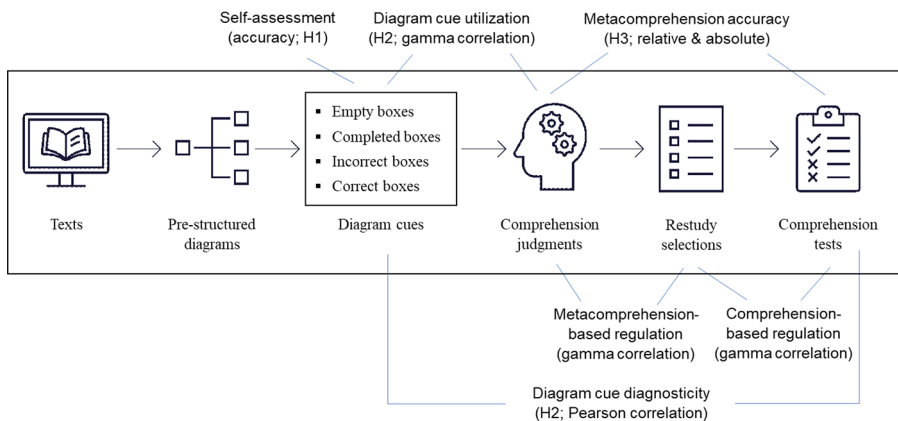 Self-assessment
(accuracy; H1)
Diagram cue utilization
(H2; gamma correlation)
Metacomprehension accuracy
(H3; relative & absolute)
▪ Empty boxes
▪ Completed boxes
▪ Incorrect boxes
▪ Correct boxes
Texts
Pre-structured
diagrams
Diagram cues
Comprehension
judgments
Restudy
selections
Comprehension
tests
Metacomprehension-
based regulation
(gamma correlation)
Comprehension-
based regulation
(gamma correlation)
Diagram cue diagnosticity
(H2; Pearson correlation)